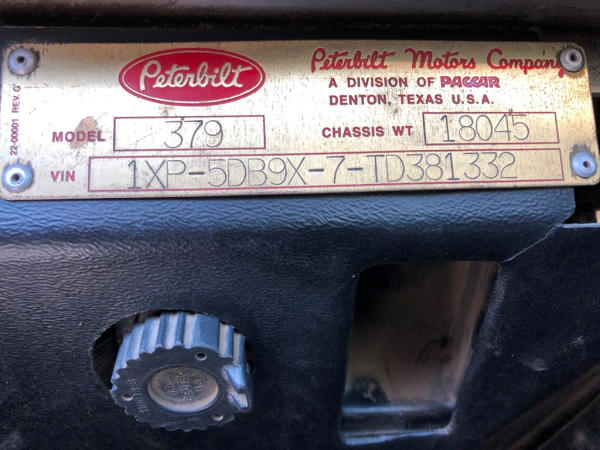 Peterbilt
Peterbilt Motors Company
A DIVISION OF PACCAR
DENTON, TEXAS U.S.A.
22-00001 REV. G
MODEL 379 CHASSIS WT 18045
VIN 1XP-5DB9X-7-TD381332